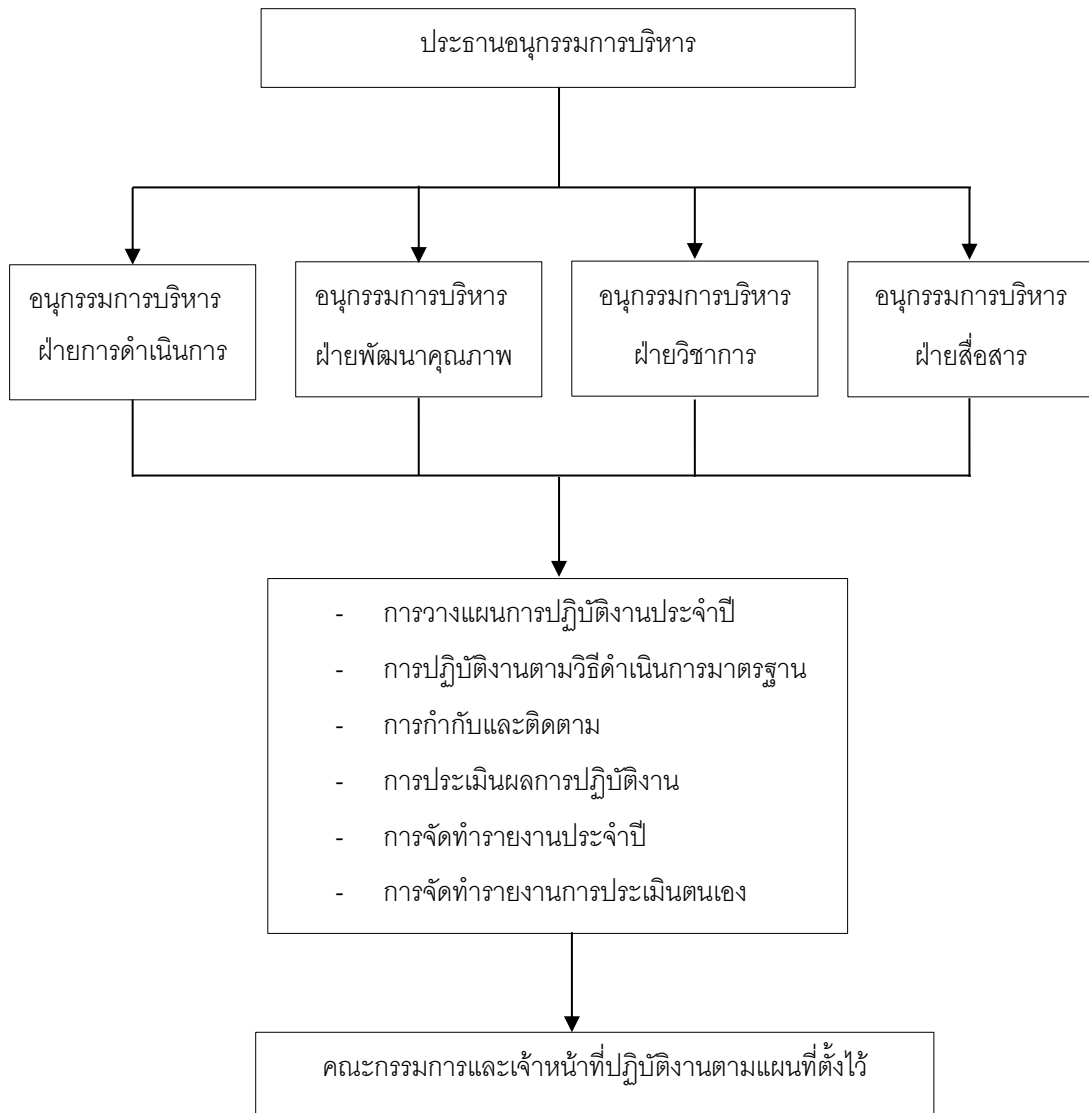 ประธานอนุกรรมการบริหาร
อนุกรรมการบริหาร
ฝ่ายการดำเนินการ
อนุกรรมการบริหาร
ฝ่ายพัฒนาคุณภาพ
อนุกรรมการบริหาร
ฝ่ายวิชาการ
อนุกรรมการบริหาร
ฝ่ายสื่อสาร
- การวางแผนการปฏิบัติงานประจำปี
- การปฏิบัติงานตามวิธีดำเนินการมาตรฐาน
- การกำกับและติดตาม
- การประเมินผลการปฏิบัติงาน
- การจัดทำรายงานประจำปี
- การจัดทำรายงานการประเมินตนเอง
คณะกรรมการและเจ้าหน้าที่ปฏิบัติงานตามแผนที่ตั้งไว้